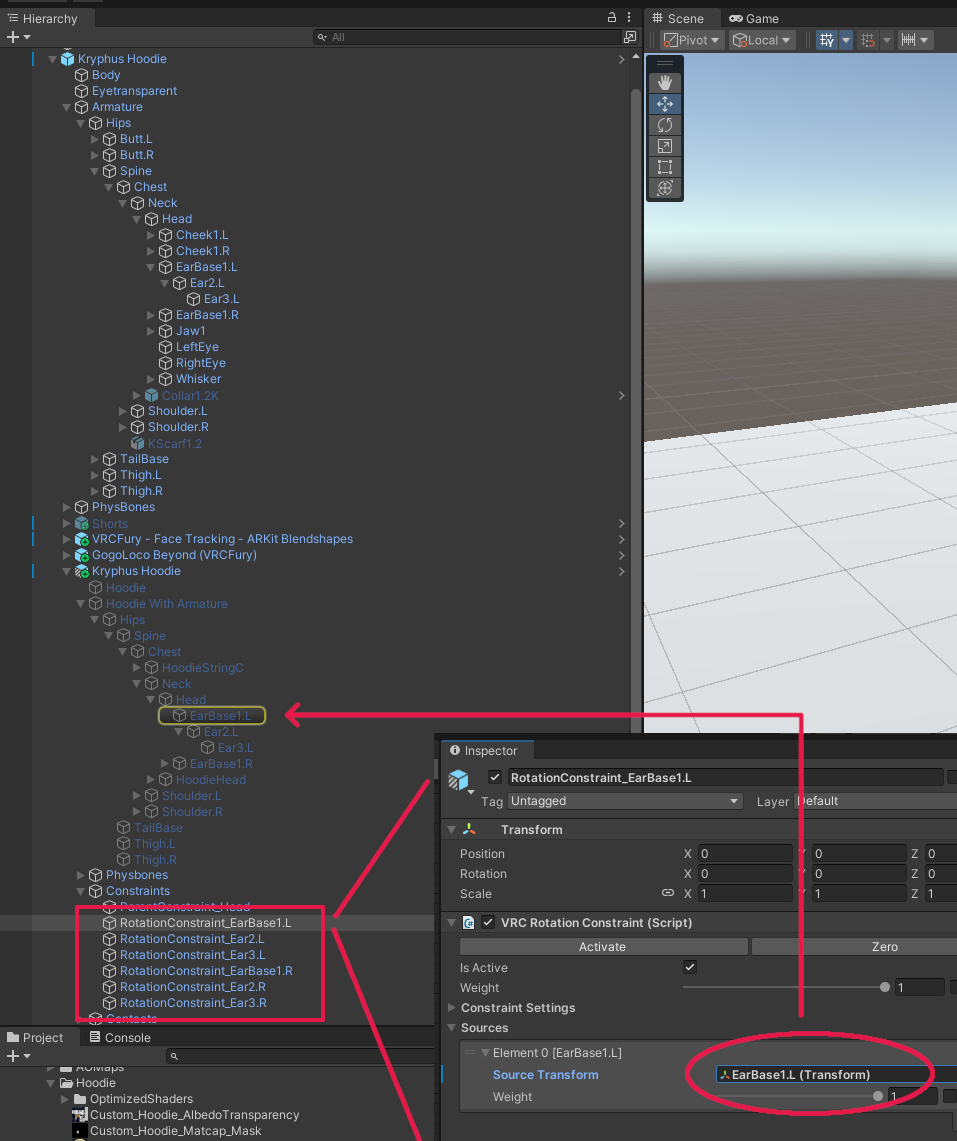 Hierarchy
All
Kryphus Hoodie
Body
Eyetransparent
Armature
Hips
Butt.L
Butt.R
Spine
Chest
Neck
Head
Cheek1.L
Cheek1.R
EarBase1.L
Ear2.L
Ear3.L
EarBase1.R
Jaw1
LeftEye
RightEye
Whisker
Collar1.2K
Shoulder.L
Shoulder.R
KScarf1.2
TailBase
Thigh.L
Thigh.R
PhysBones
Shorts
VRCFury - Face Tracking - ARKit Blendshapes
GogoLoco Beyond (VRCFury)
Kryphus Hoodie
Hoodie
Hoodie With Armature
Hips
Spine
Chest
HoodieStringC
Neck
Head
EarBase1.L
Ear2.L
Ear3.L
EarBase1.R
HoodieHead
Shoulder.L
Shoulder.R
TailBase
Thigh.L
Thigh.R
Physbones
Constraints
ParentConstraint_Head
RotationConstraint_EarBase1.L
RotationConstraint_Ear2.L
RotationConstraint_Ear3.L
RotationConstraint_EarBase1.R
RotationConstraint_Ear2.R
RotationConstraint_Ear3.R
Contacts
Project Console
AOMaps
Hoodie
OptimizedShaders
Custom_Hoodie_AlbedoTransparency
Custom_Hoodie_Matcap_Mask
Scene Game
Pivot Local
Inspector
RotationConstraint_EarBase1.L
Tag Untagged Layer Default
Transform
Position X 0 Y 0 Z 0
Rotation X 0 Y 0 Z 0
Scale X 1 Y 1 Z 1
VRC Rotation Constraint (Script)
Activate Zero
Is Active
Weight 1
Constraint Settings
Sources
Element 0 [EarBase1.L]
Source Transform EarBase1.L (Transform)
Weight 1